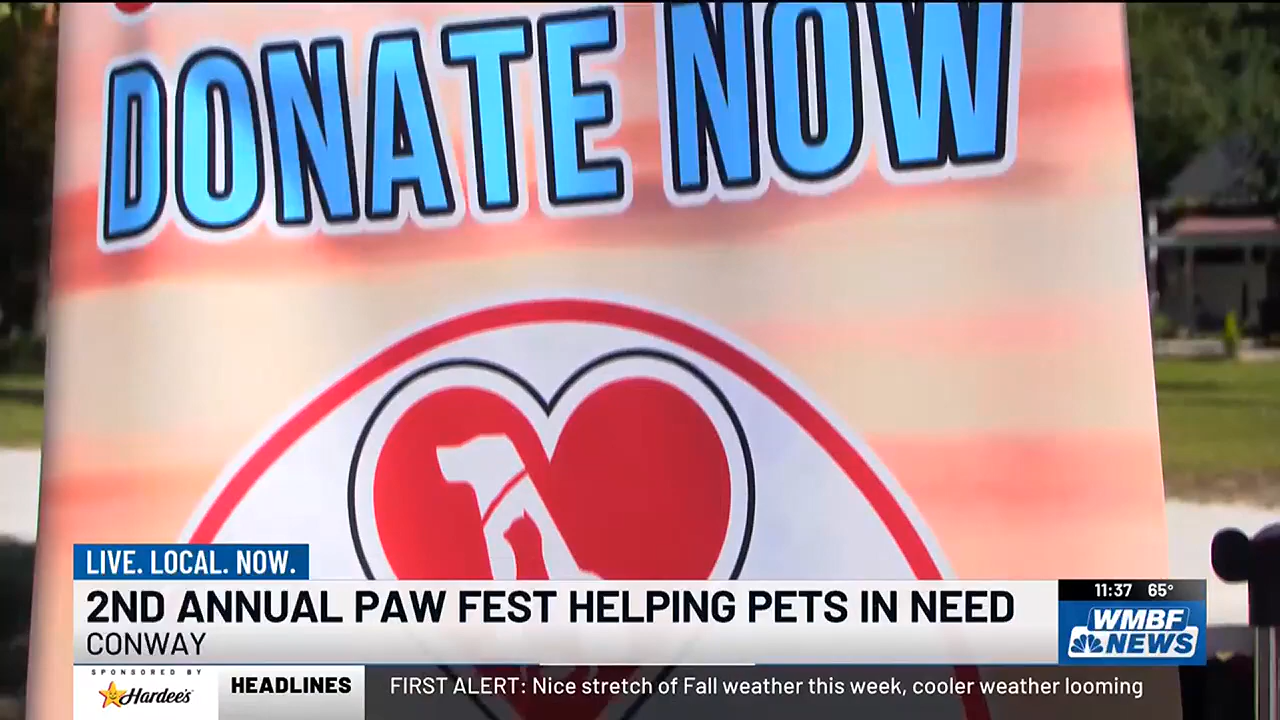 DONATE NOW
LIVE. LOCAL. NOW.
2ND ANNUAL PAW FEST HELPING PETS IN NEED
CONWAY
11:37 65°
WMBF
NEWS
SPONSORED BY
Hardee's
HEADLINES
FIRST ALERT: Nice stretch of Fall weather this week, cooler weather looming